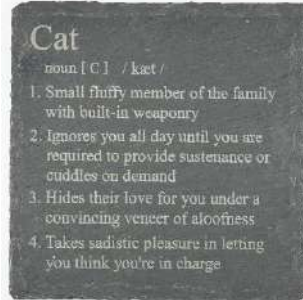 Cat
noun [ C ] / kæt /
1. Small fluffy member of the family
with built-in weaponry
2. Ignores you all day until you are
required to provide sustenance or
cuddles on demand
3. Hides their love for you under a
convincing veneer of aloofness
4. Takes sadistic pleasure in letting
you think you're in charge